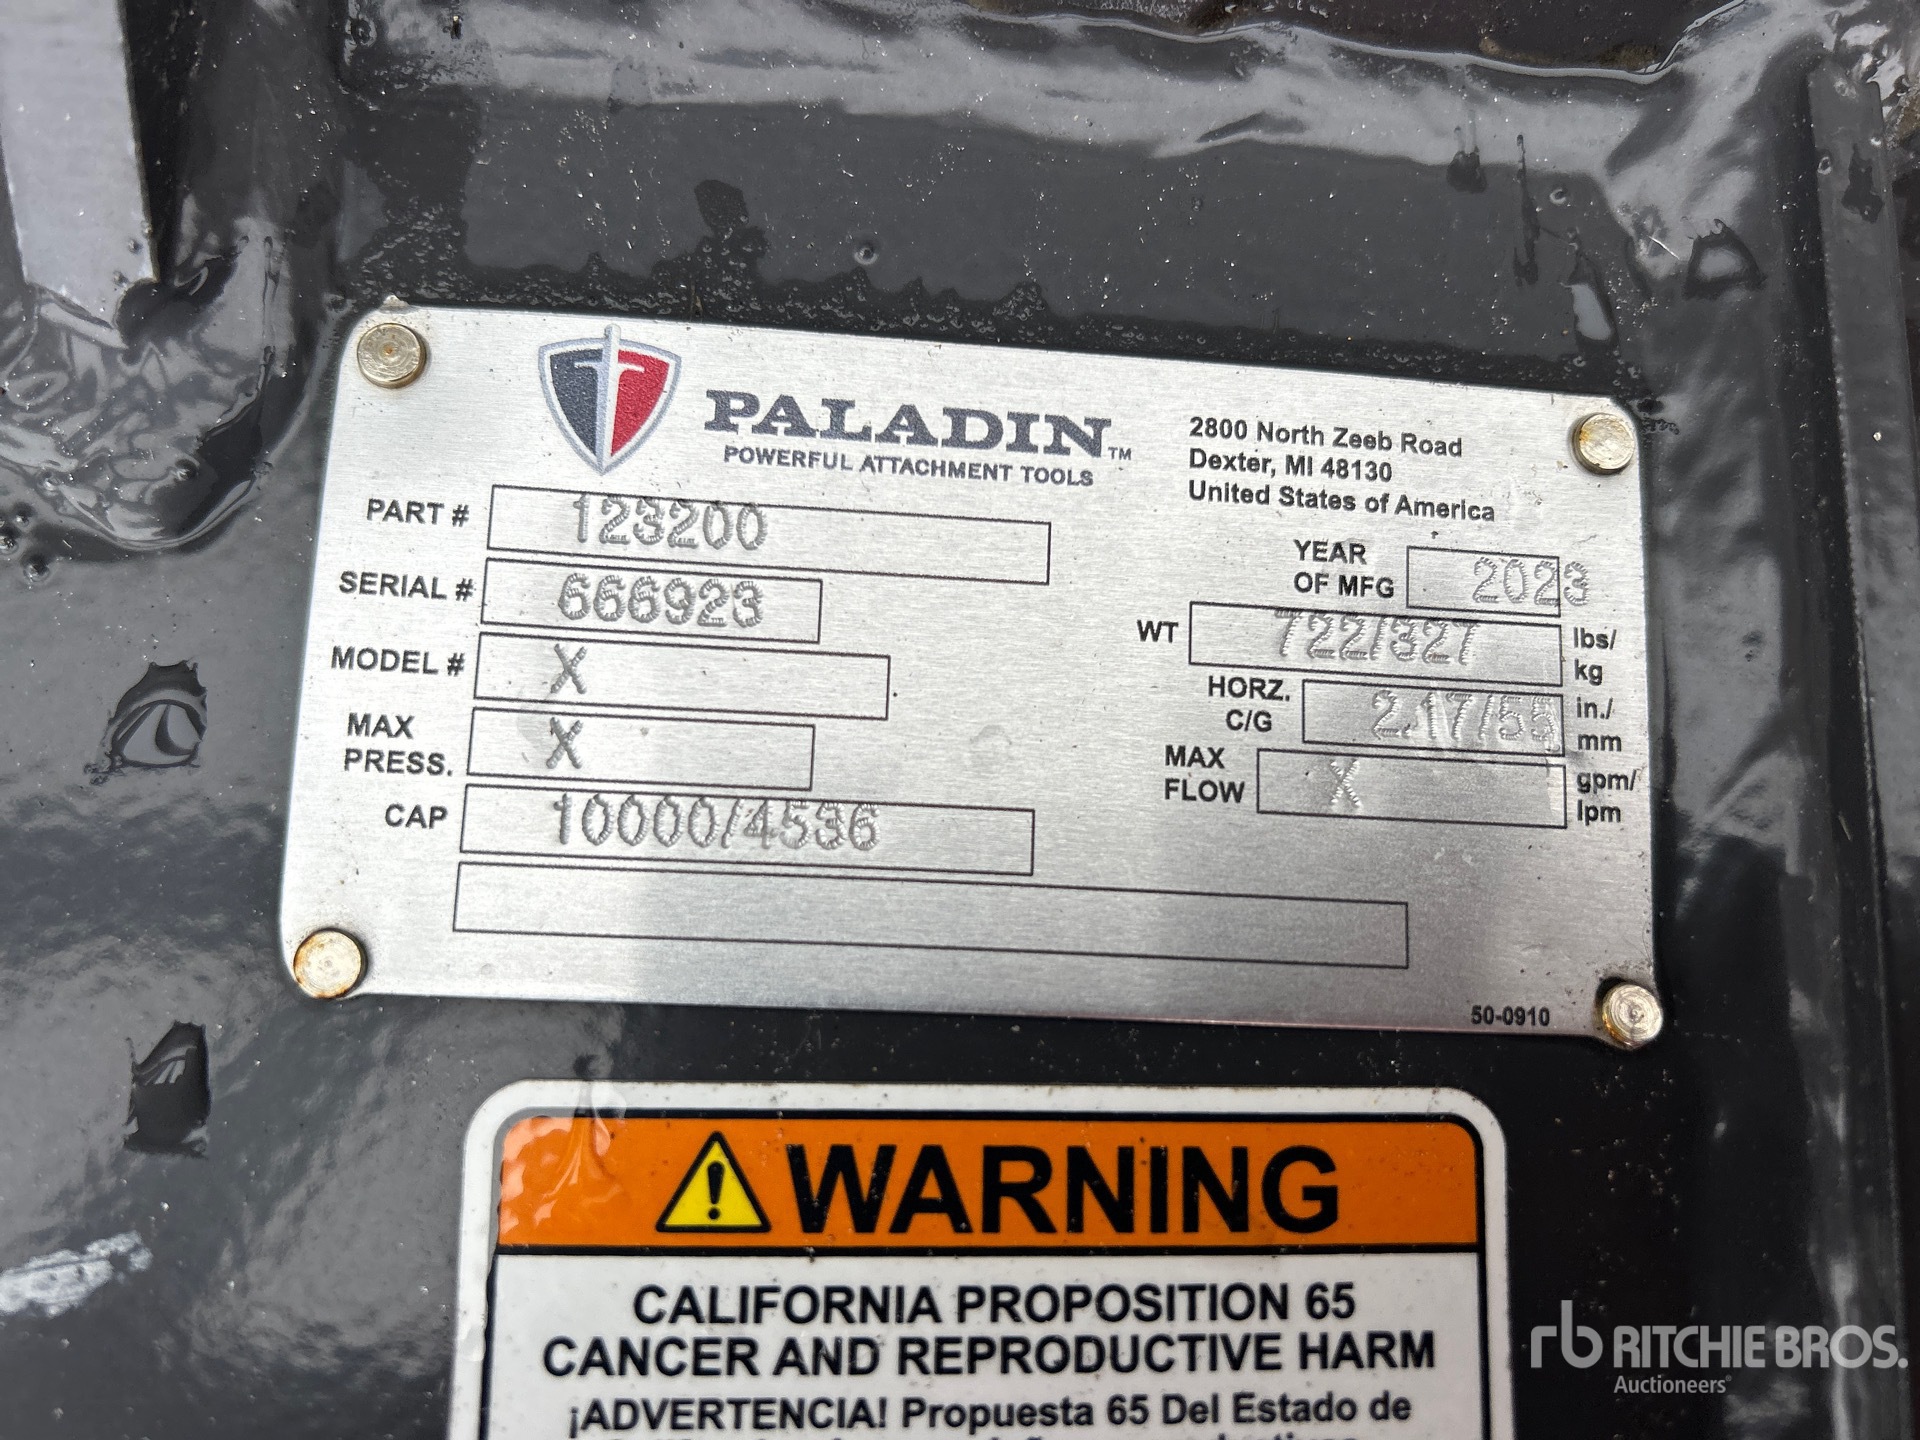 PALADIN™
POWERFUL ATTACHMENT TOOLS
2800 North Zeeb Road
Dexter, MI 48130
United States of America
PART # 123200
SERIAL # 666923
MODEL # X
MAX PRESS. X
CAP 10000/4536
YEAR OF MFG 2023
WT 722/327 lbs/kg
HORZ. C/G 2.17/55 in./mm
MAX FLOW X gpm/lpm
50-0910
WARNING
CALIFORNIA PROPOSITION 65
CANCER AND REPRODUCTIVE HARM
¡ADVERTENCIA! Propuesta 65 Del Estado de
rb RITCHIE BROS.
Auctioneers